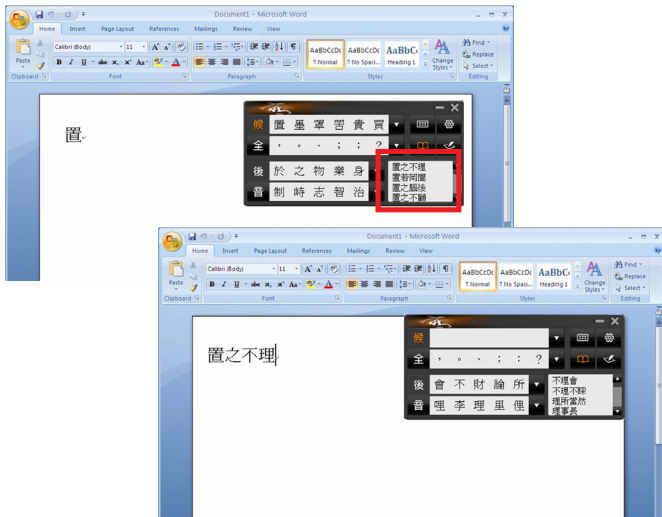 Document1 - Microsoft Word
Home Insert Page Layout References Mailings Review View
Calibri (Body) 11
Paste
B I U abc x, x² Aa A
AaBbCcDc AaBbCcDc AaBbC
¶ Normal ¶ No Spaci... Heading 1
Change Styles
Find
Replace
Select
Clipboard Font Paragraph Styles Editing
置
候 置 墨 罩 罟 貴 買
全 , 。 、 ; : ?
後 於 之 物 業 身
音 制 峙 志 智 治
置之不理
置若罔聞
置之腦後
置之不顧
Document1 - Microsoft Word
Home Insert Page Layout References Mailings Review View
Calibri (Body) 11
Paste
B I U abc x, x² Aa A
AaBbCcDc AaBbCcDc AaBbC
¶ Normal ¶ No Spaci... Heading 1
Change Styles
Find
Replace
Select
Clipboard Font Paragraph Styles Editing
置之不理
候
全 , 。 、 ; : ?
後 會 不 財 論 所
音 哩 李 理 里 俚
不理會
不理不睬
理所當然
理事長